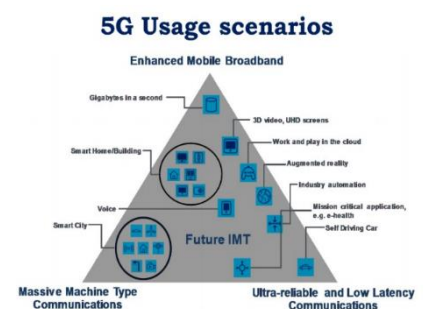 5G Usage scenarios
Enhanced Mobile Broadband
Gigabytes in a second
3D video, UHD screens
Smart Home/Building
Work and play in the cloud
Augmented reality
Industry automation
Voice
Mission critical application,
e.g. e-health
Smart City
Self Driving Car
Future IMT
Massive Machine Type
Communications
Ultra-reliable and Low Latency
Communications